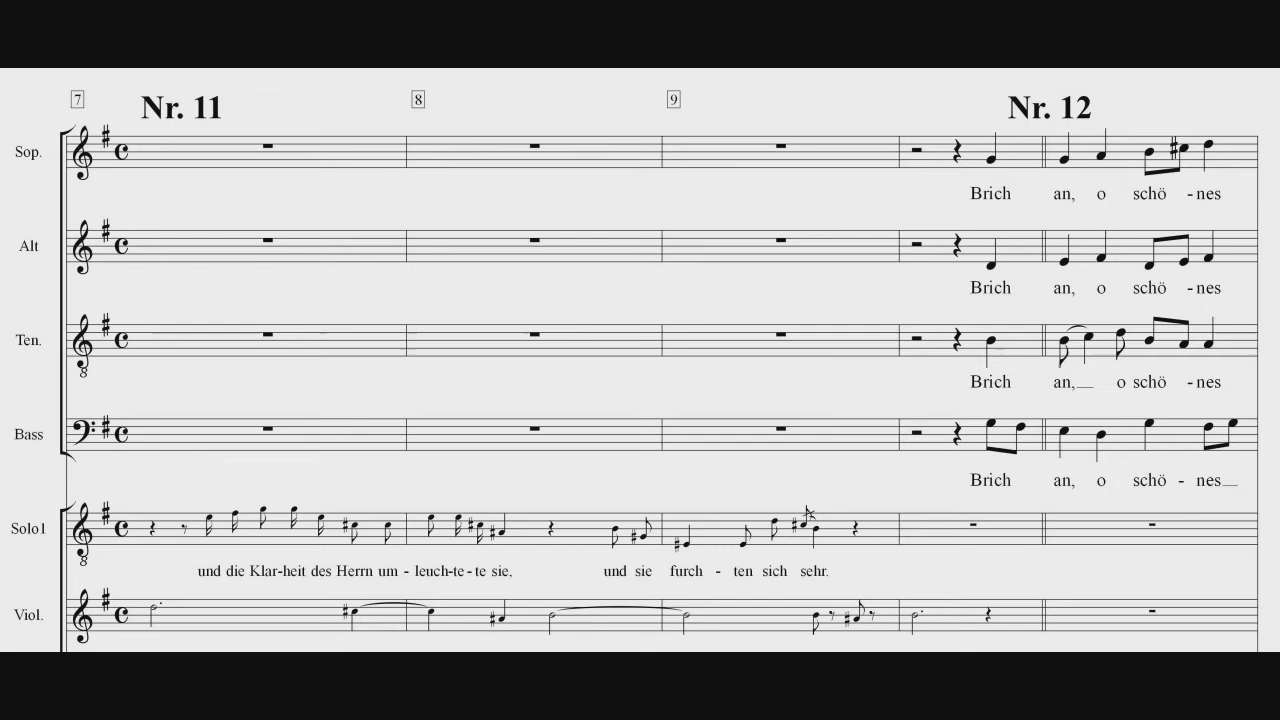 7 Nr. 11 8 9 Nr. 12
Sop.
Brich an, o schö - nes
Alt
Brich an, o schö - nes
Ten.
8
Brich an, o schö - nes
Bass
Brich an, o schö - nes
Solo1
8
und die Klar-heit des Herrn um - leuch-te - te sie, und sie furch - ten sich sehr.
Viol.